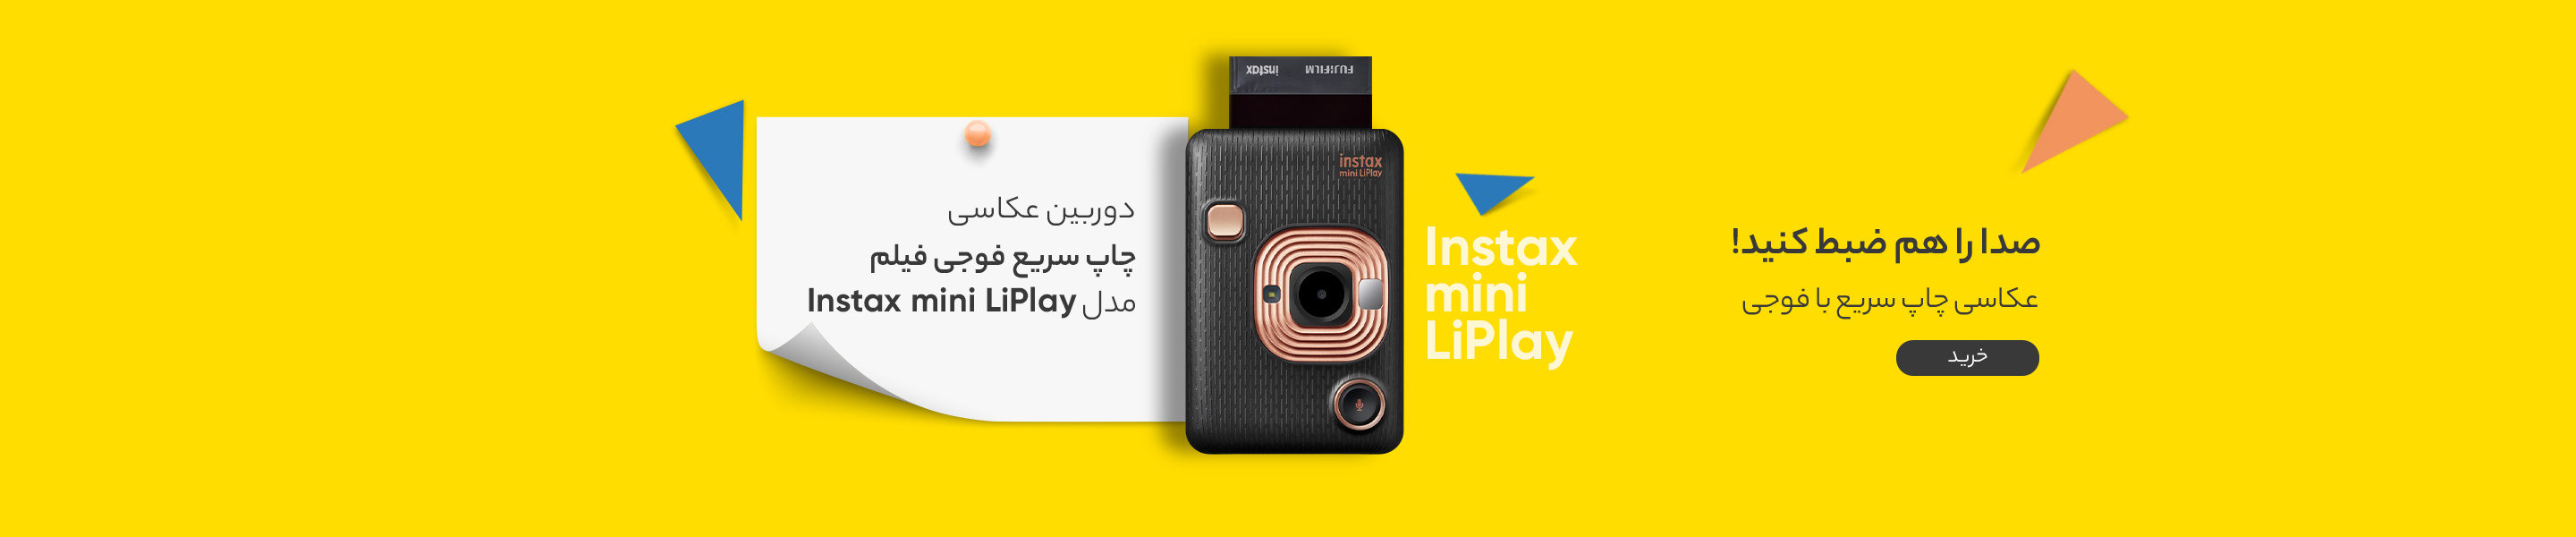 صدا را هم ضبط کنید!
عکاسی چاپ سریع با فوجی
خرید
Instax
mini
LiPlay
instax FUJIFILM
instax
mini LiPlay
دوربین عکاسی
چاپ سریع فوجی فیلم
مدل Instax mini LiPlay